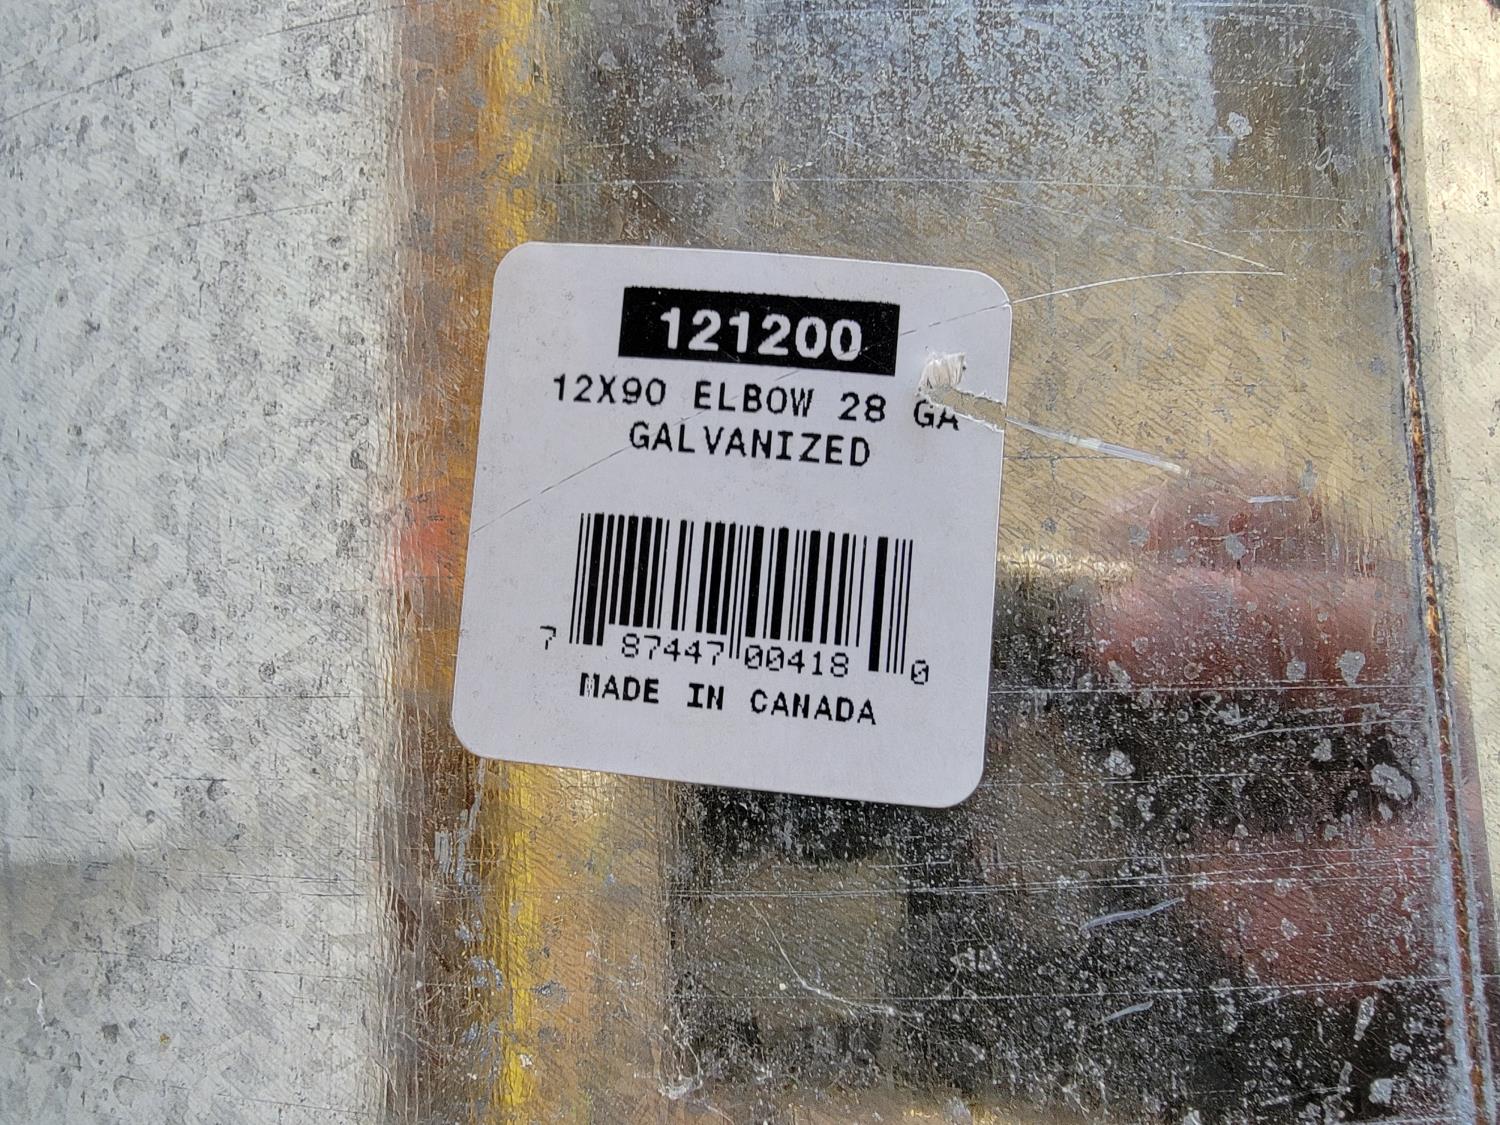 121200
12X90 ELBOW 28 GA
GALVANIZED
7 87447 00418 0
MADE IN CANADA